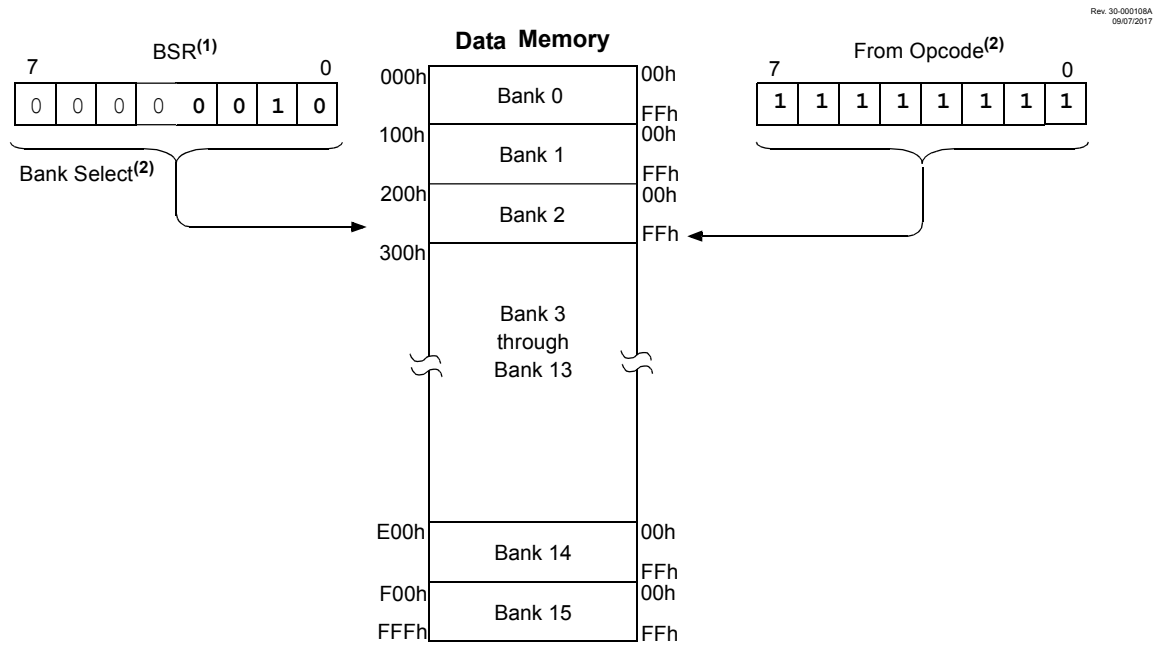 Rev. 30-000108A
09/07/2017
BSR(1)
7 0
0 0 0 0 0 0 1 0
Bank Select(2)
Data Memory
000h
Bank 0
00h
FFh
100h
Bank 1
00h
FFh
200h
Bank 2
00h
FFh
300h
Bank 3
through
Bank 13
E00h
Bank 14
00h
FFh
F00h
Bank 15
00h
FFFh
FFh
From Opcode(2)
7 0
1 1 1 1 1 1 1 1